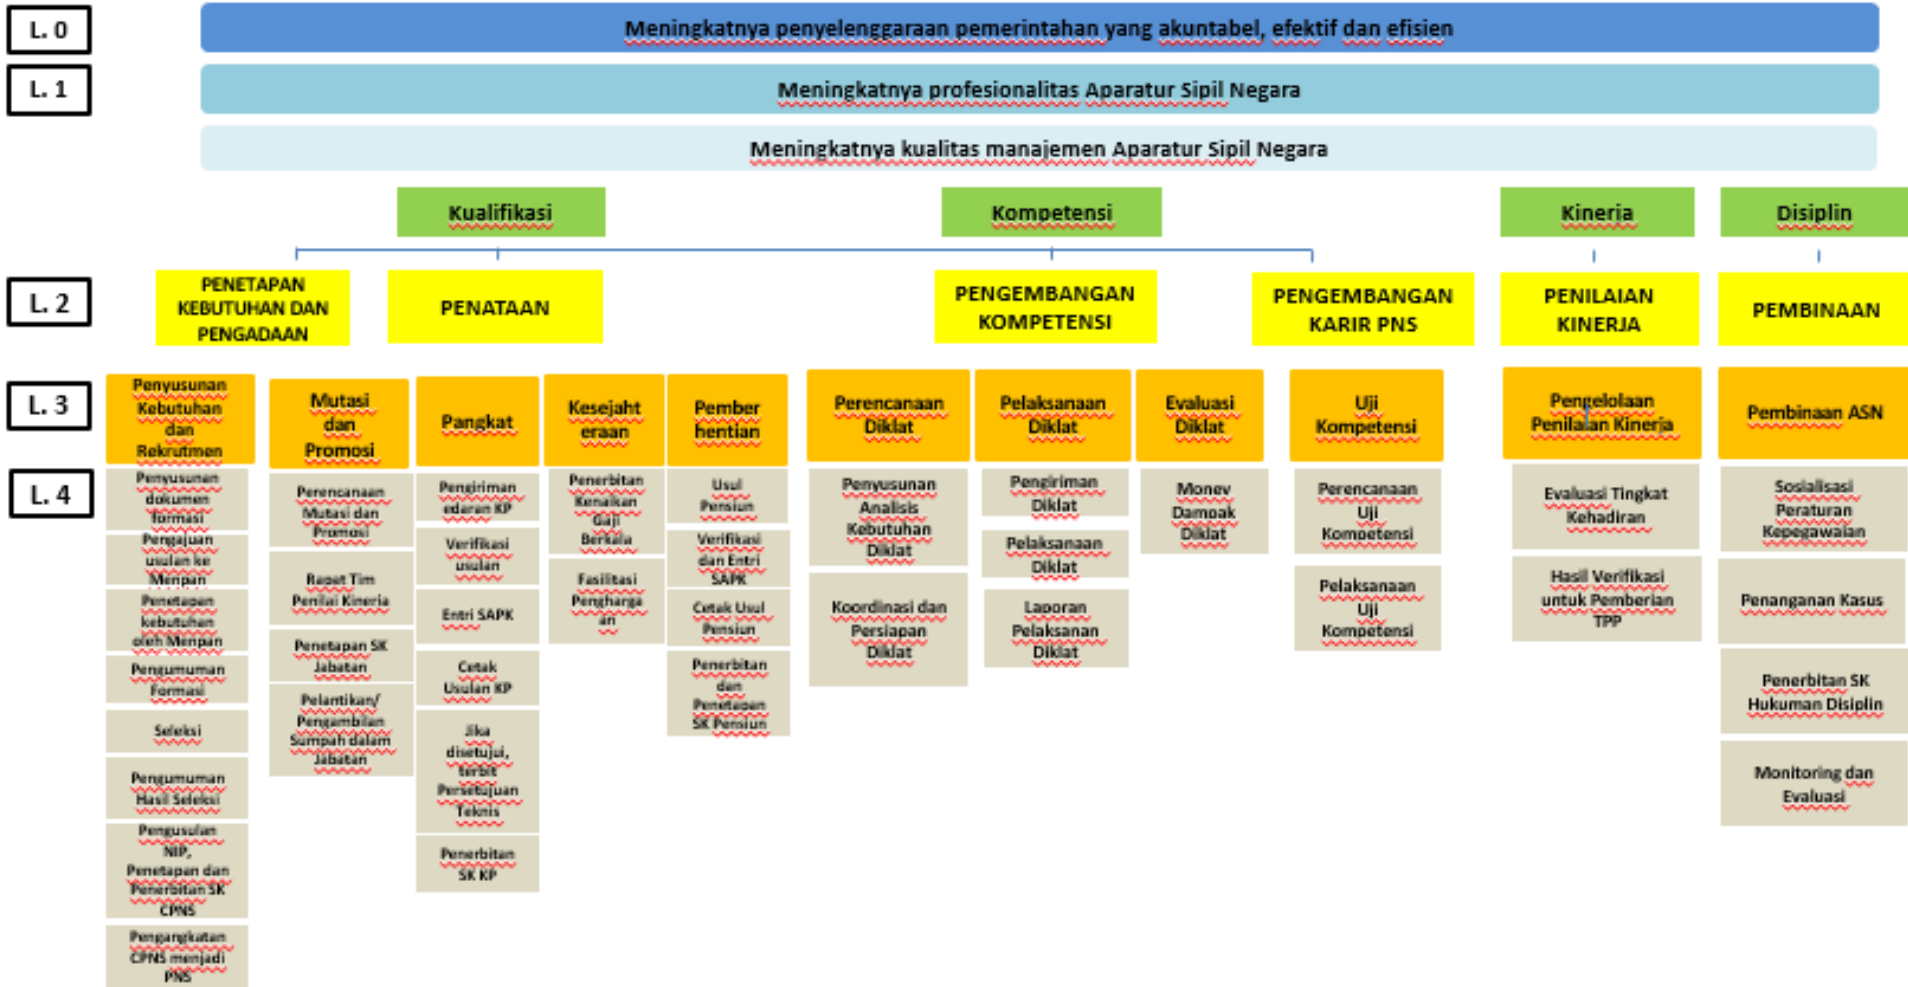 L. 0
Meningkatnya penyelenggaraan pemerintahan yang akuntabel, efektif dan efisien
L. 1
Meningkatnya profesionalitas Aparatur Sipil Negara
Meningkatnya kualitas manajemen Aparatur Sipil Negara
Kualifikasi
Kompetensi
Kinerja
Disiplin
L. 2
PENETAPAN
KEBUTUHAN DAN
PENGADAAN
PENATAAN
PENGEMBANGAN
KOMPETENSI
PENGEMBANGAN
KARIR PNS
PENILAIAN
KINERJA
PEMBINAAN
L. 3
Penyusunan
Kebutuhan
dan
Rekrutmen
Mutasi
dan
Promosi
Pangkat
Kesejaht
eraan
Pember
hentian
Perencanaan
Diklat
Pelaksanaan
Diklat
Evaluasi
Diklat
Uji
Kompetensi
Pengelolaan
Penilaian Kinerja
Pembinaan ASN
L. 4
Penyusunan
dokumen
formasi
Pengajuan
usulan ke
Menpan
Penetapan
kebutuhan
oleh Menpan
Pengumuman
Formasi
Seleksi
Pengumuman
Hasil Seleksi
Pengusulan
NIP,
Penetapan dan
Penerbitan SK
CPNS
Pengangkatan
CPNS menjadi
PNS
Perencanaan
Mutasi dan
Promosi
Rapat Tim
Penilai Kinerja
Penetapan SK
Jabatan
Pelantikan/
Pengambilan
Sumpah dalam
Jabatan
Pengiriman
edaran KP
Verifikasi
usulan
Entri SAPK
Cetak
Usulan KP
Jika
disetujui,
terbit
Persetujuan
Teknis
Penerbitan
SK KP
Penerbitan
Kenaikan
Gaji
Berkala
Fasilitasi
Pengharga
an
Usul
Pensiun
Verifikasi
dan Entri
SAPK
Cetak Usul
Pensiun
Penerbitan
dan
Penetapan
SK Pensiun
Penyusunan
Analisis
Kebutuhan
Diklat
Koordinasi dan
Persiapan
Diklat
Pengiriman
Diklat
Pelaksanaan
Diklat
Laporan
Pelaksanan
Diklat
Monev
Dampak
Diklat
Perencanaan
Uji
Kompetensi
Pelaksanaan
Uji
Kompetensi
Evaluasi Tingkat
Kehadiran
Hasil Verifikasi
untuk Pemberian
TPP
Sosialisasi
Peraturan
Kepegawaian
Penanganan Kasus
Penerbitan SK
Hukuman Disiplin
Monitoring dan
Evaluasi